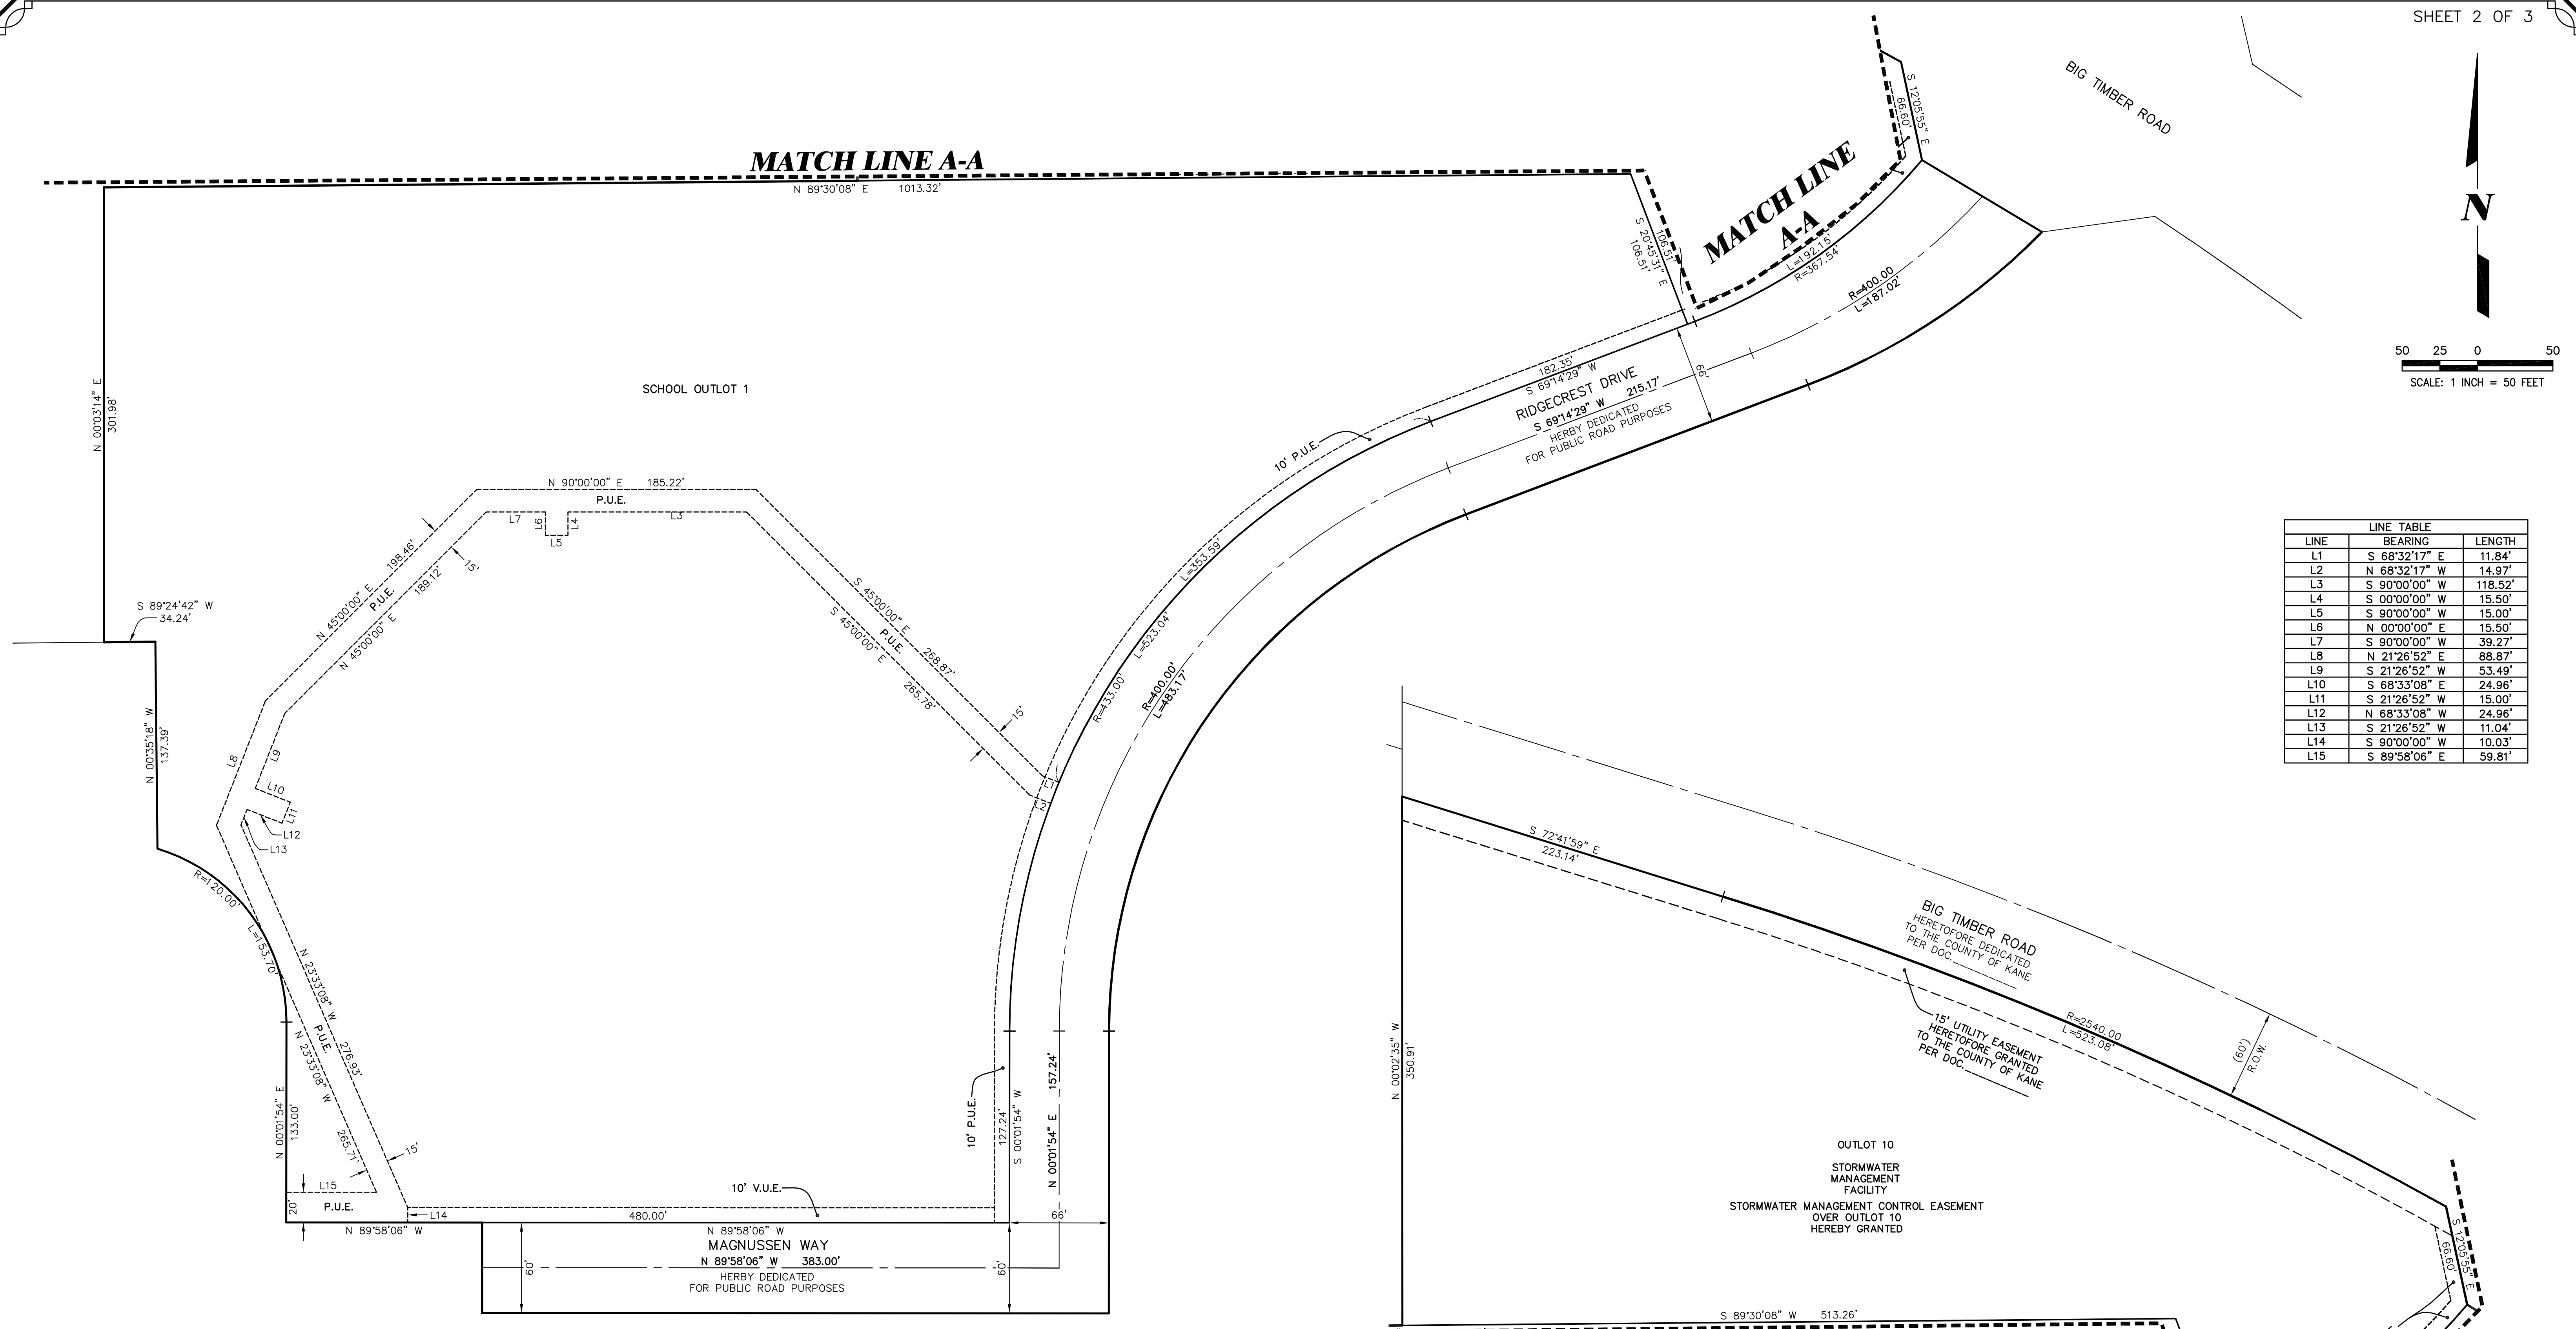 SHEET 2 OF 3
BIG TIMBER ROAD
S 12°05'55" E
66.60'
MATCH LINE A-A
N 89°30'08" E 1013.32'
MATCH LINE
A-A
S 20°45'31" E
106.51'
106.51'
L=192.15'
R=367.54'
R=400.00
L=187.02'
N
50 25 0 50
SCALE: 1 INCH = 50 FEET
SCHOOL OUTLOT 1
N 00°03'14" E
301.98'
182.35'
S 69°14'29" W
RIDGECREST DRIVE
S 69°14'29" W 215.17'
HERBY DEDICATED
FOR PUBLIC ROAD PURPOSES
66'
10' P.U.E.
N 90°00'00" E 185.22'
P.U.E.
L7
L6
L5
L4
L3
N 45°00'00" E 198.46'
P.U.E.
N 45°00'00" E 189.12'
15'
S 45°00'00" E 268.87'
P.U.E.
S 45°00'00" E 265.78'
15'
L=353.59'
L=523.04'
R=433.00'
R=400.00'
L=483.17'
L1
L2
S 89°24'42" W
34.24'
N 00°35'18" W
137.39'
L8
L9
L10
L11
L12
L13
R=120.00'
L=153.70'
N 23°33'08" W 276.93'
P.U.E.
N 23°33'08" W 265.71'
15'
N 00°01'54" E
133.00'
L15
20'
P.U.E.
L14
N 89°58'06" W
10' V.U.E.
480.00'
N 89°58'06" W
MAGNUSSEN WAY
N 89°58'06" W 383.00'
HERBY DEDICATED
FOR PUBLIC ROAD PURPOSES
60'
60'
66'
10' P.U.E.
127.24'
S 00°01'54" W
N 00°01'54" E 157.24'
LINE TABLE
LINE BEARING LENGTH
L1 S 68°32'17" E 11.84'
L2 N 68°32'17" W 14.97'
L3 S 90°00'00" W 118.52'
L4 S 00°00'00" W 15.50'
L5 S 90°00'00" W 15.00'
L6 N 00°00'00" E 15.50'
L7 S 90°00'00" W 39.27'
L8 N 21°26'52" E 88.87'
L9 S 21°26'52" W 53.49'
L10 S 68°33'08" E 24.96'
L11 S 21°26'52" W 15.00'
L12 N 68°33'08" W 24.96'
L13 S 21°26'52" W 11.04'
L14 S 90°00'00" W 10.03'
L15 S 89°58'06" E 59.81'
S 72°41'59" E
223.14'
BIG TIMBER ROAD
HERETOFORE DEDICATED
TO THE COUNTY OF KANE
PER DOC.
R=2540.00
L=523.08'
15' UTILITY EASEMENT
HERETOFORE GRANTED
TO THE COUNTY OF KANE
PER DOC.
(60')
R.O.W.
N 00°02'35" W
350.91'
OUTLOT 10
STORMWATER
MANAGEMENT
FACILITY
STORMWATER MANAGEMENT CONTROL EASEMENT
OVER OUTLOT 10
HEREBY GRANTED
S 12°05'55" E
66.60'
S 89°30'08" W 513.26'